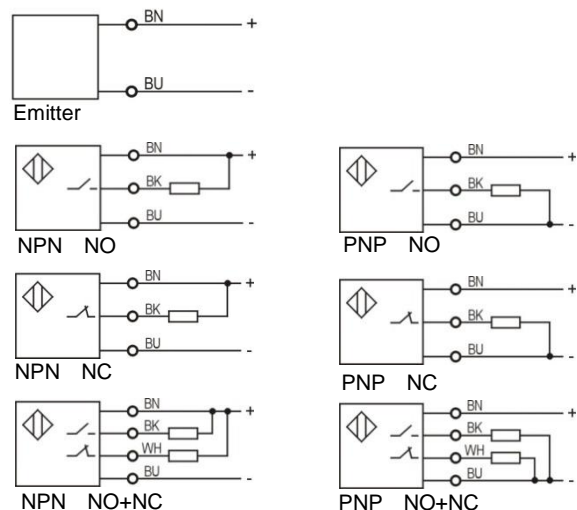 BN +
BU -
Emitter
BN +
BK
BU -
NPN NO
BN +
BK
BU -
PNP NO
BN +
BK
BU -
NPN NC
BN +
BK
BU -
PNP NC
BN +
BK
WH
BU -
NPN NO+NC
BN +
BK
WH
BU -
PNP NO+NC